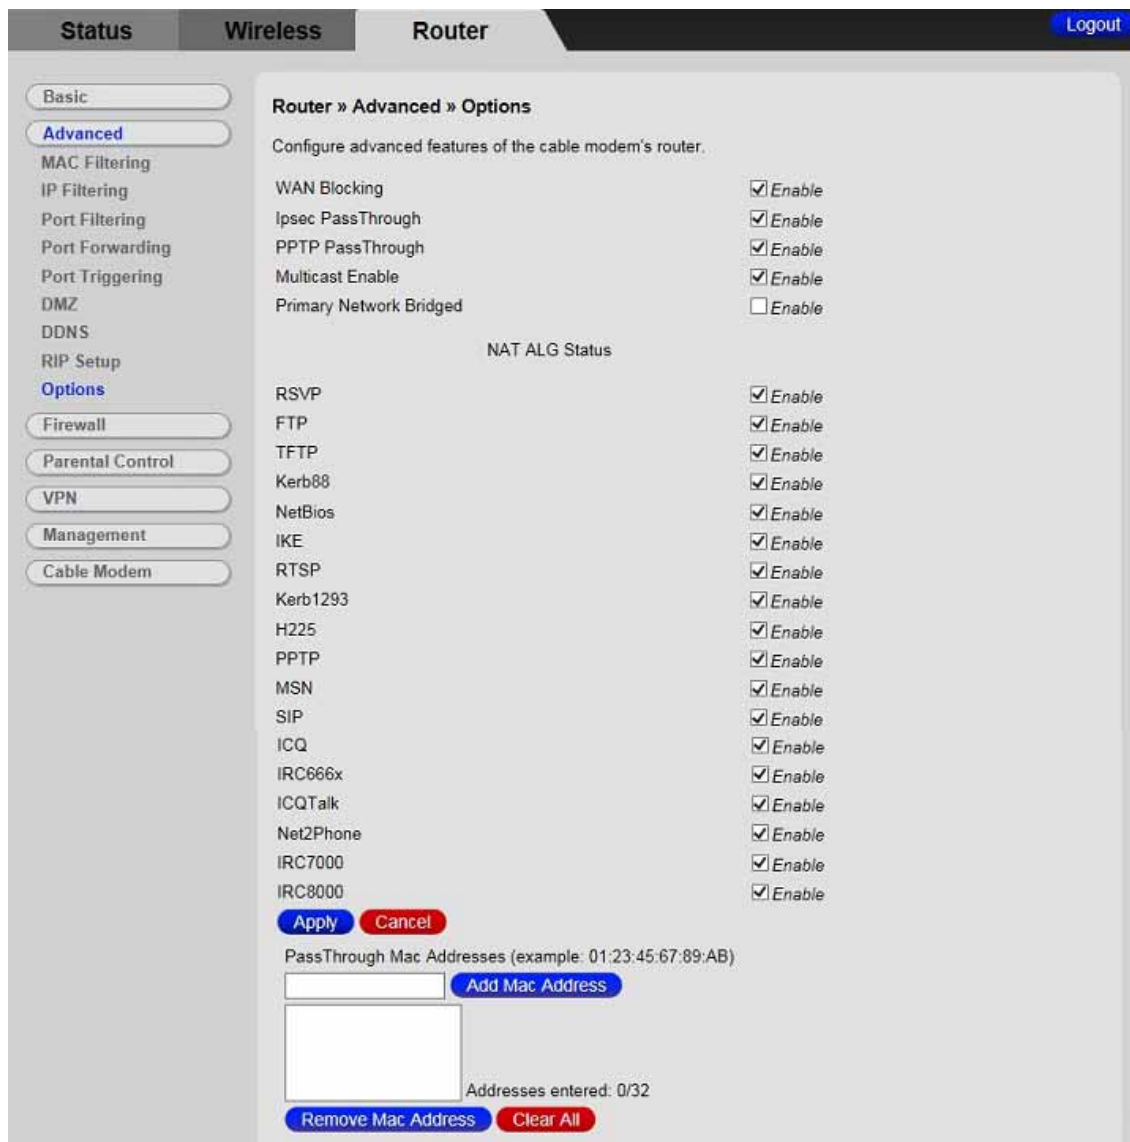 Status Wireless Router Logout
Basic
Advanced
MAC Filtering
IP Filtering
Port Filtering
Port Forwarding
Port Triggering
DMZ
DDNS
RIP Setup
Options
Firewall
Parental Control
VPN
Management
Cable Modem
Router » Advanced » Options
Configure advanced features of the cable modem's router.
WAN Blocking Enable
Ipsec PassThrough Enable
PPTP PassThrough Enable
Multicast Enable Enable
Primary Network Bridged Enable
NAT ALG Status
RSVP Enable
FTP Enable
TFTP Enable
Kerb88 Enable
NetBios Enable
IKE Enable
RTSP Enable
Kerb1293 Enable
H225 Enable
PPTP Enable
MSN Enable
SIP Enable
ICQ Enable
IRC666x Enable
ICQTalk Enable
Net2Phone Enable
IRC7000 Enable
IRC8000 Enable
Apply Cancel
PassThrough Mac Addresses (example: 01:23:45:67:89:AB)
Add Mac Address
Addresses entered: 0/32
Remove Mac Address Clear All